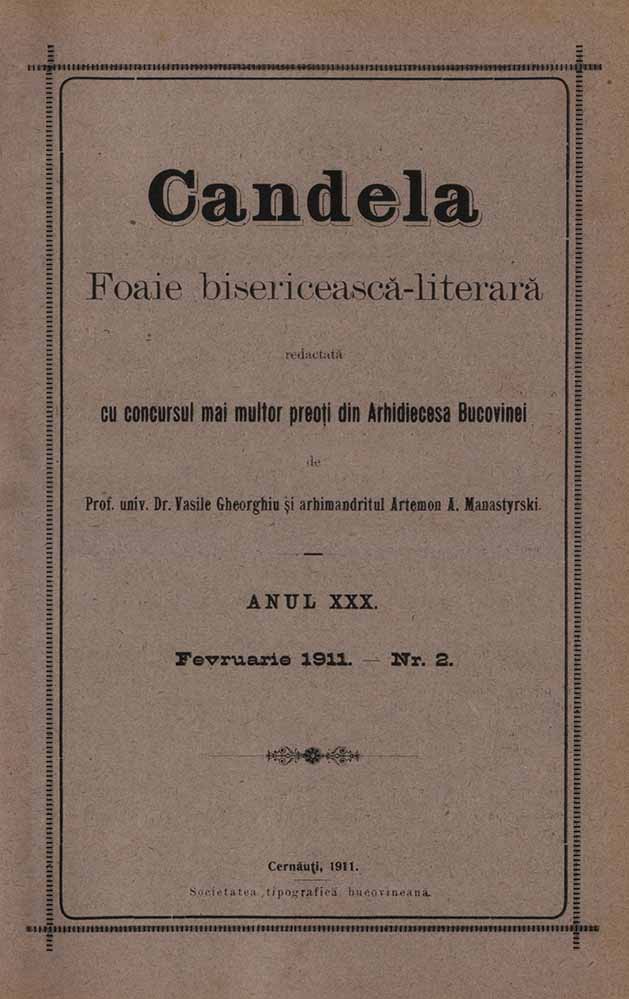 Candela
Foaie bisericească-literară
redactată
cu concursul mai multor preoți din Arhidiecesa Bucovinei
de
Prof. univ. Dr. Vasile Gheorghiu și arhimandritul Artemon A. Manastyrski.
ANUL XXX.
Fevruarie 1911. — Nr. 2.
Cernăuți, 1911.
Societatea tipografică bucovineană.